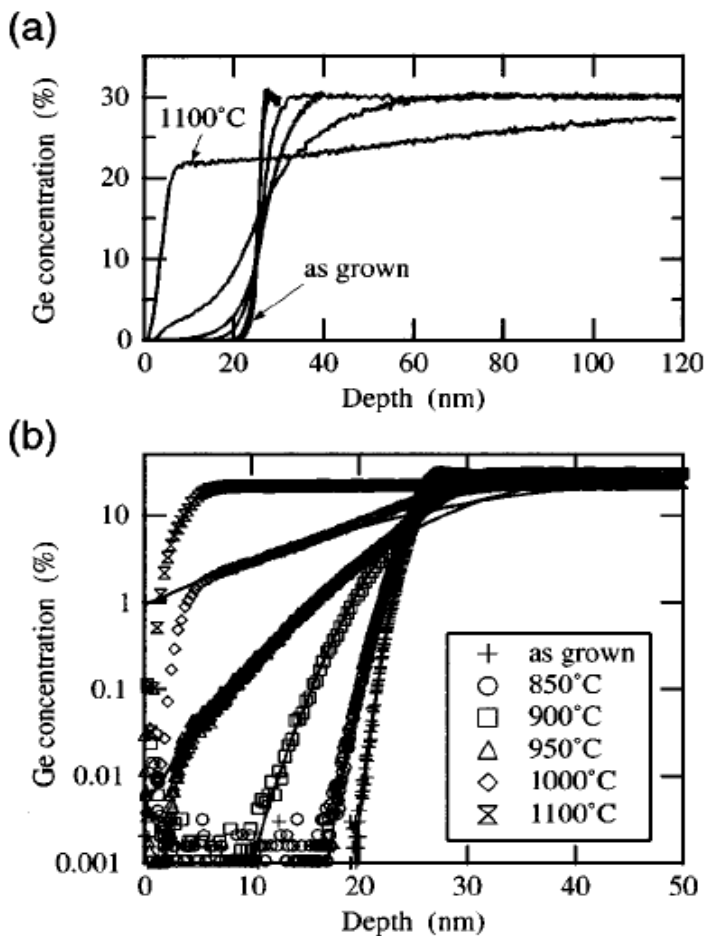 (a)
Ge concentration (%)
30
20
10
0
1100°C
as grown
0 20 40 60 80 100 120
Depth (nm)
(b)
Ge concentration (%)
10
1
0.1
0.01
0.001
as grown
850°C
900°C
950°C
1000°C
1100°C
0 10 20 30 40 50
Depth (nm)